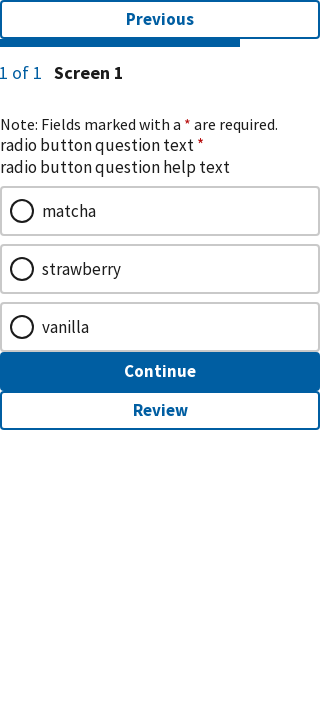 Previous
1 of 1 Screen 1
Note: Fields marked with a * are required.
radio button question text *
radio button question help text
matcha
strawberry
vanilla
Continue
Review